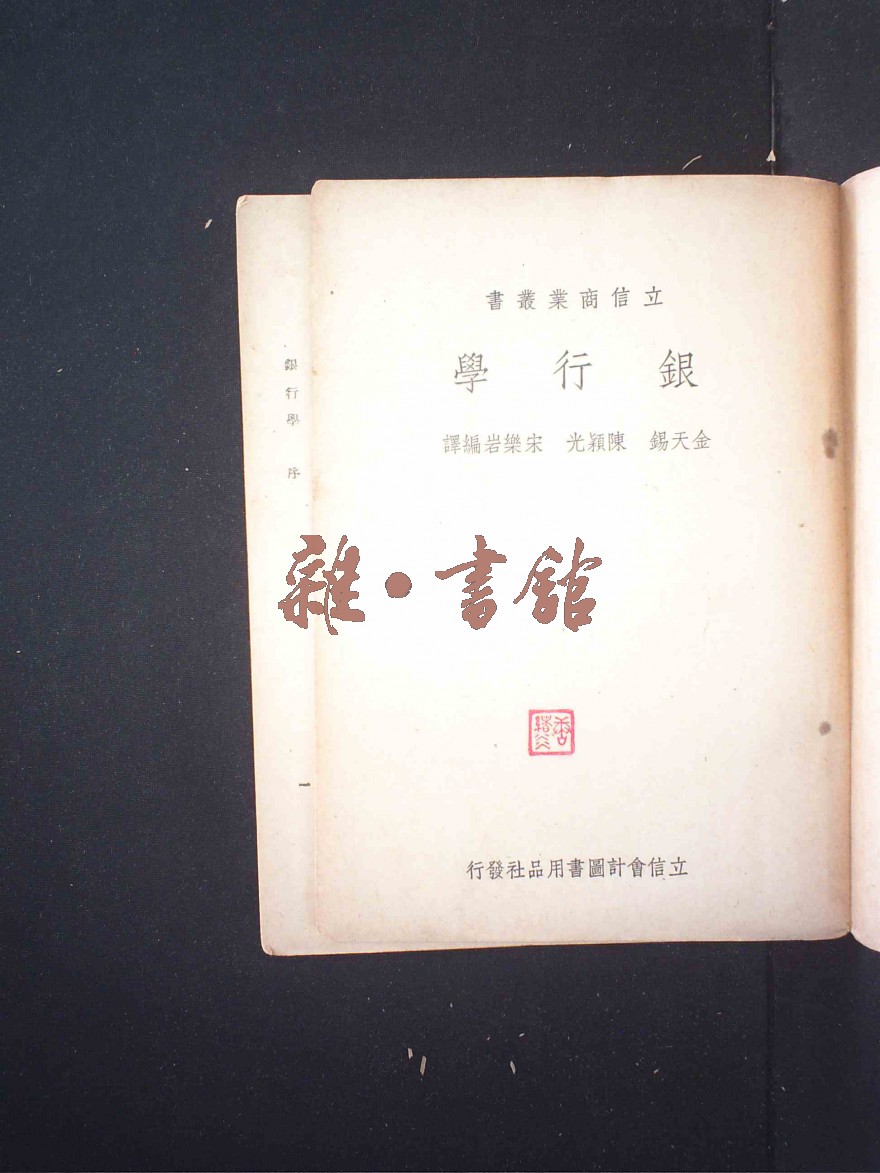 立信商業叢書
銀行學
金天錫 陳穎光 宋樂岩編譯
雜·書館
立信會計圖書用品社發行
銀行學 序
一